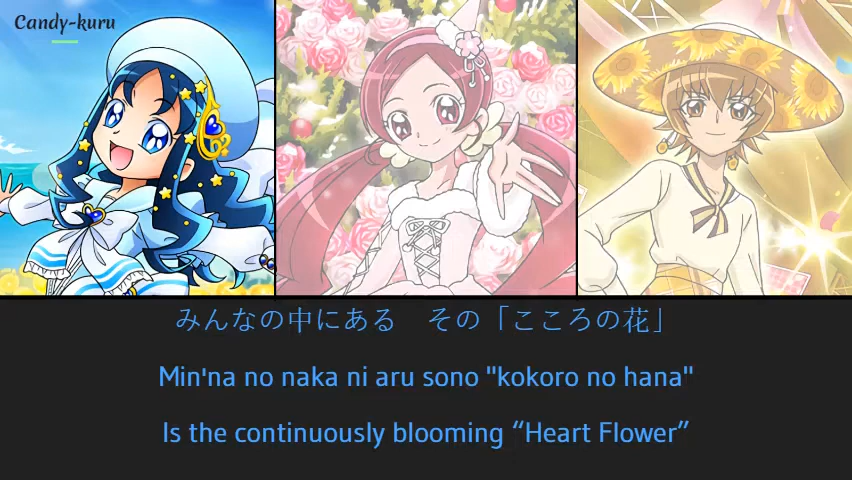 Candy-kuru
みんなの中にある　その「こころの花」
Min'na no naka ni aru sono "kokoro no hana"
Is the continuously blooming “Heart Flower”